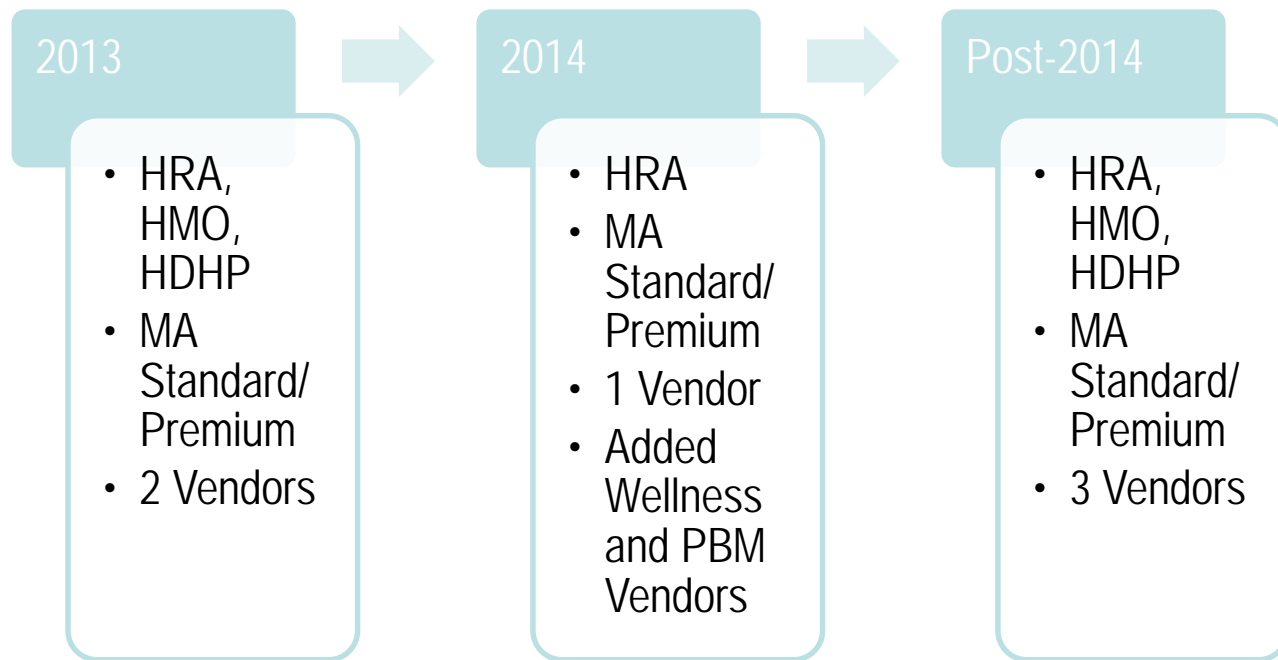 2013
• HRA,
HMO,
HDHP
• MA
Standard/
Premium
• 2 Vendors
2014
• HRA
• MA
Standard/
Premium
• 1 Vendor
• Added
Wellness
and PBM
Vendors
Post-2014
• HRA,
HMO,
HDHP
• MA
Standard/
Premium
• 3 Vendors